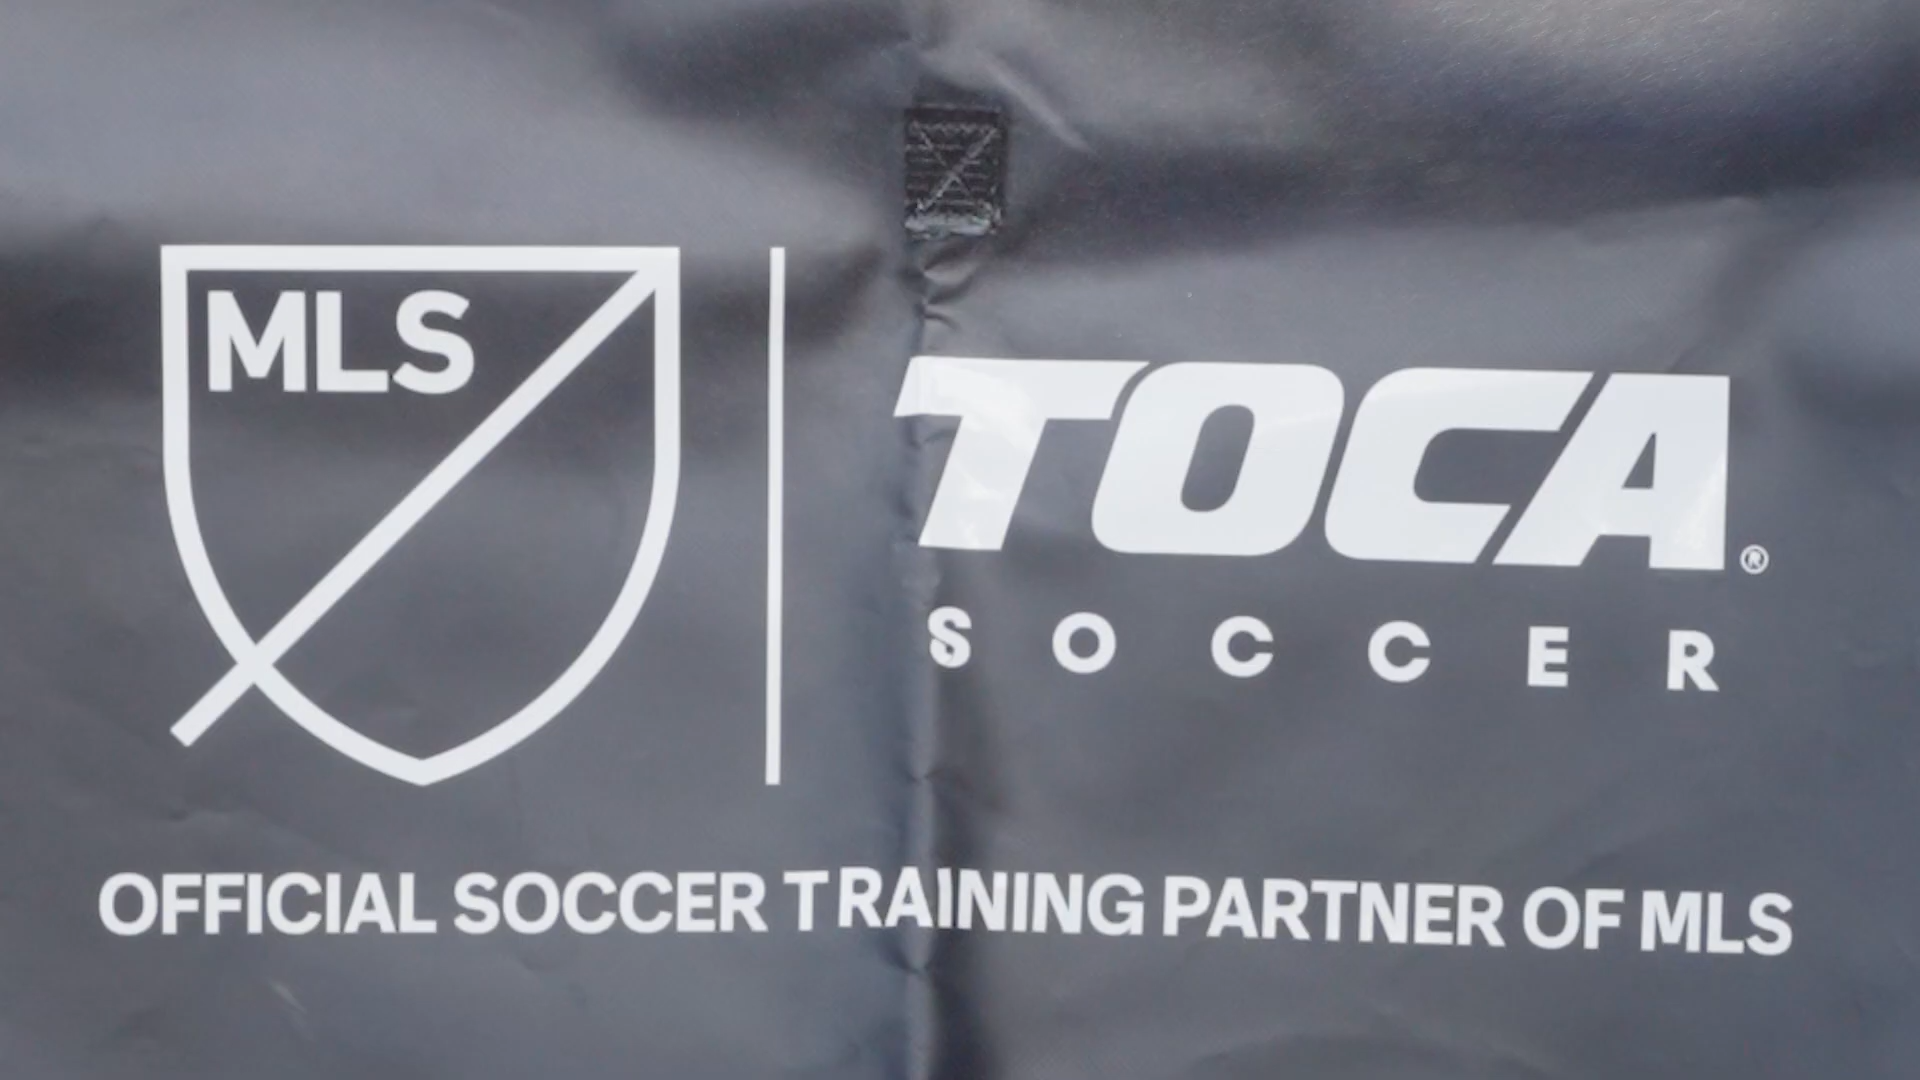 MLS
TOCA®
SOCCER
OFFICIAL SOCCER TRAINING PARTNER OF MLS